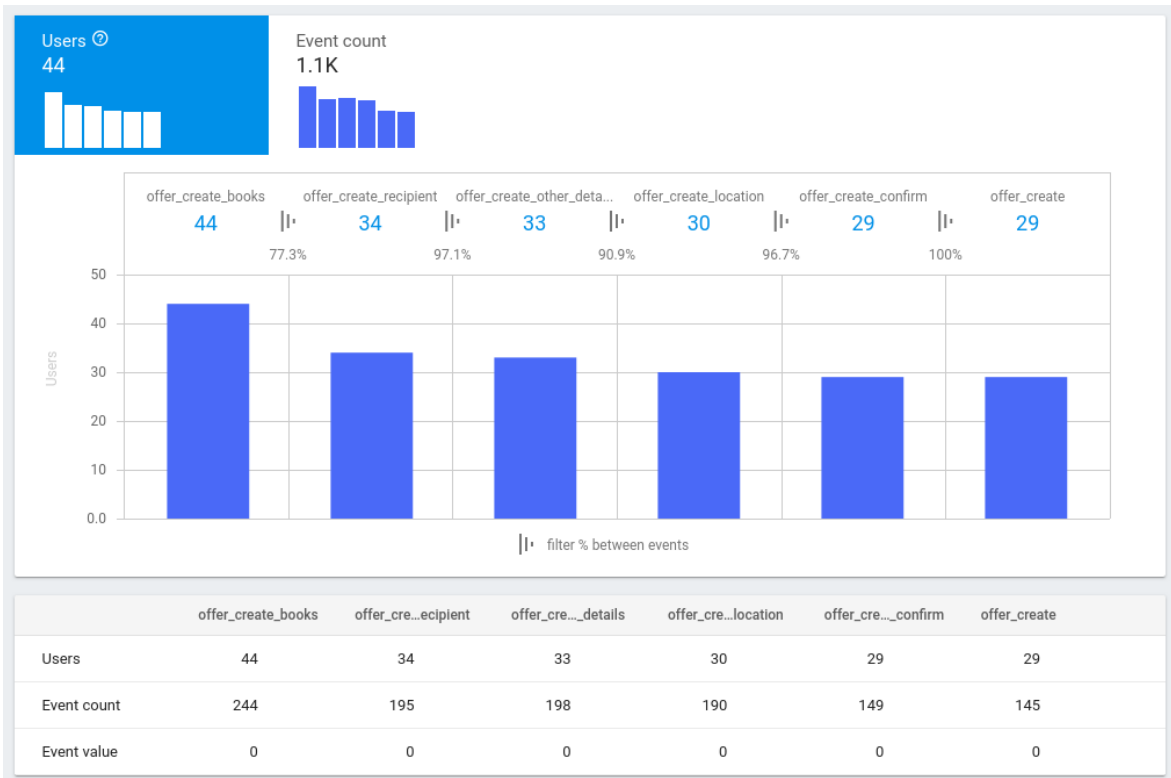 Users
44
Event count
1.1K
offer_create_books offer_create_recipient offer_create_other_deta... offer_create_location offer_create_confirm offer_create
44 34 33 30 29 29
77.3% 97.1% 90.9% 96.7% 100%
50
40
30
20
10
0.0
Users
filter % between events
offer_create_books offer_cre...ecipient offer_cre..._details offer_cre...location offer_cre..._confirm offer_create
Users 44 34 33 30 29 29
Event count 244 195 198 190 149 145
Event value 0 0 0 0 0 0